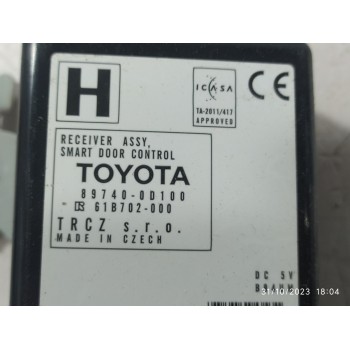 H
ICASA
TA-2011/417
APPROVED
CE
RECEIVER ASSY,
SMART DOOR CONTROL
TOYOTA
89740-0D100
61B702-000
TRCZ s.r.o.
MADE IN CZECH
DC 5V
31/10/2023 18:04